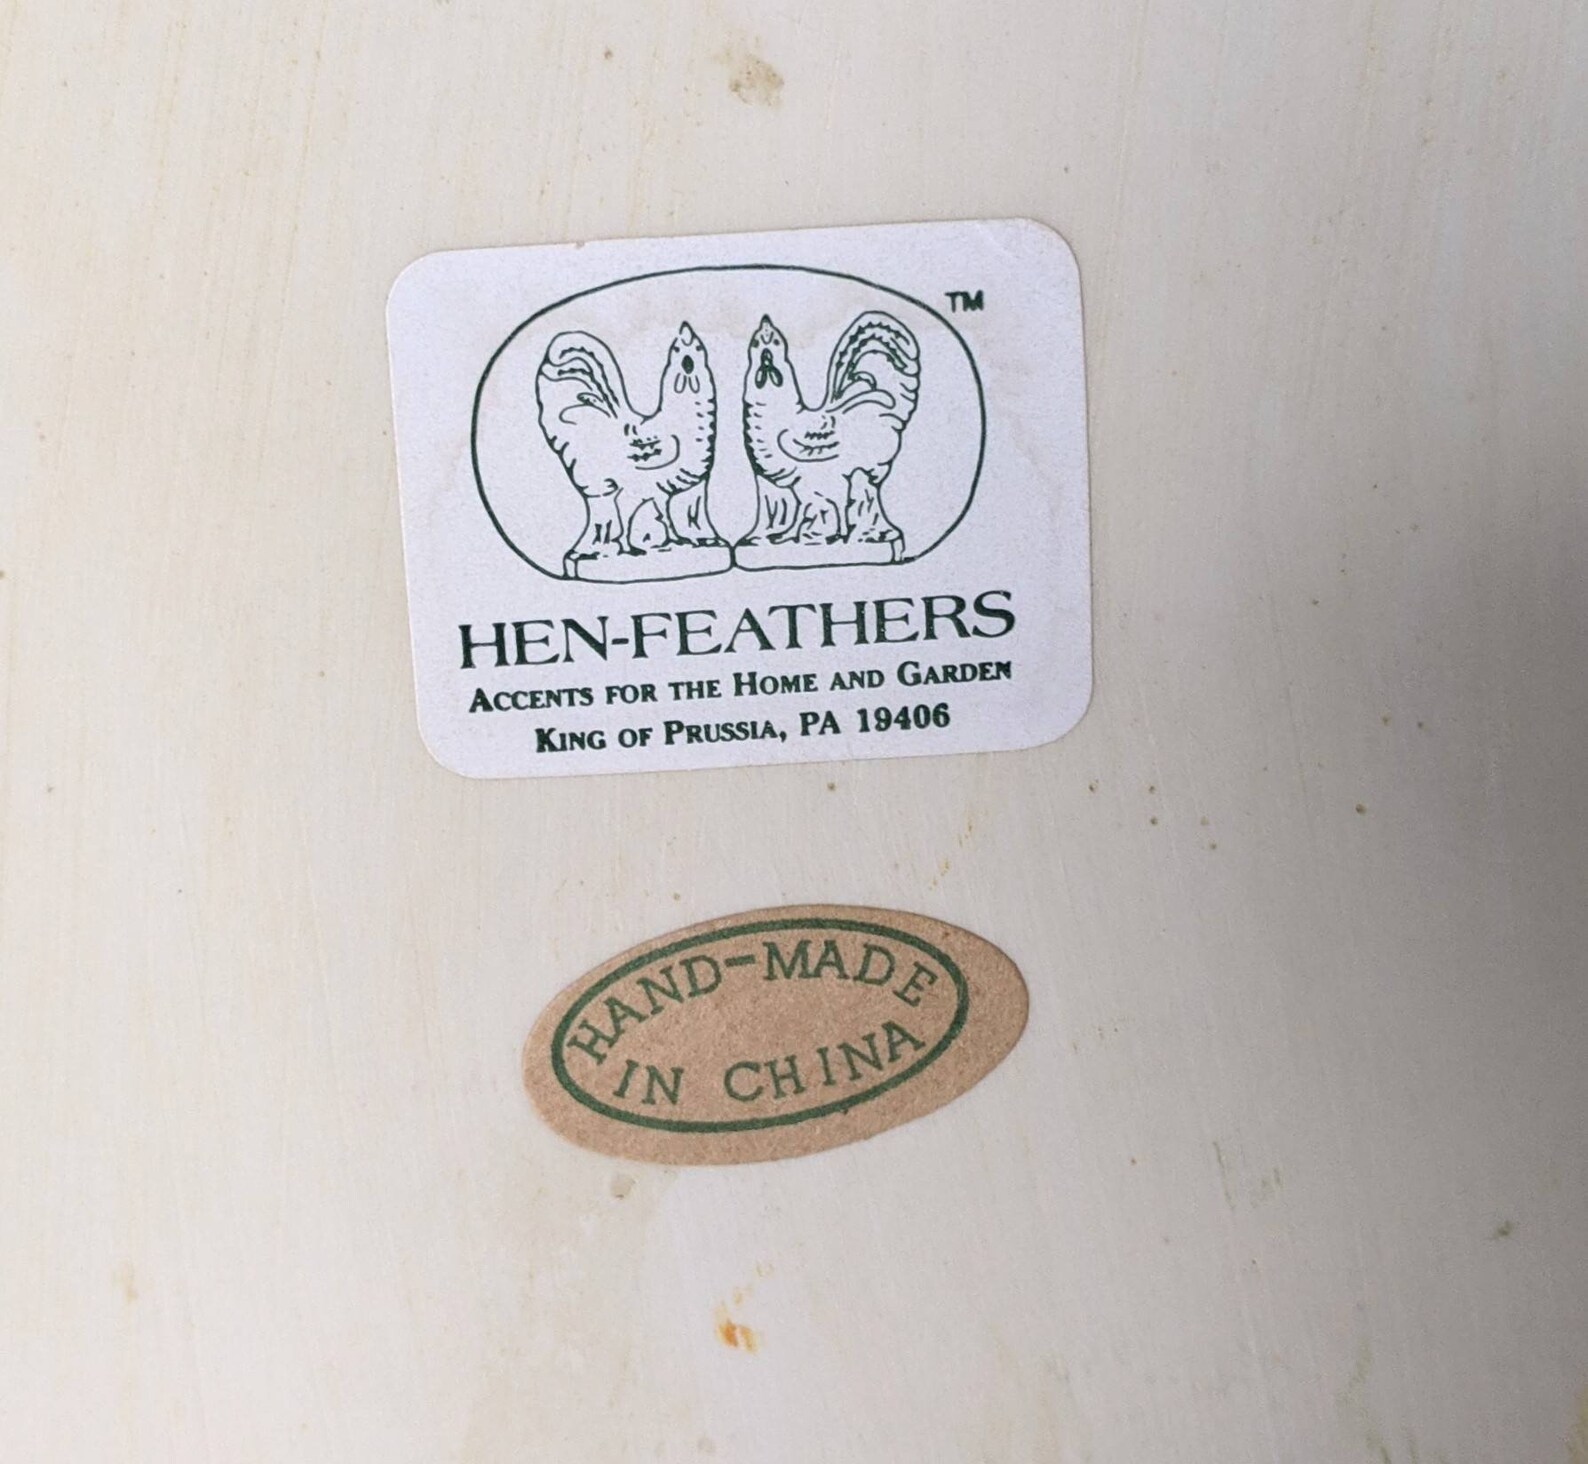 TM
HEN-FEATHERS
ACCENTS FOR THE HOME AND GARDEN
KING OF PRUSSIA, PA 19406
HAND-MADE
IN CHINA